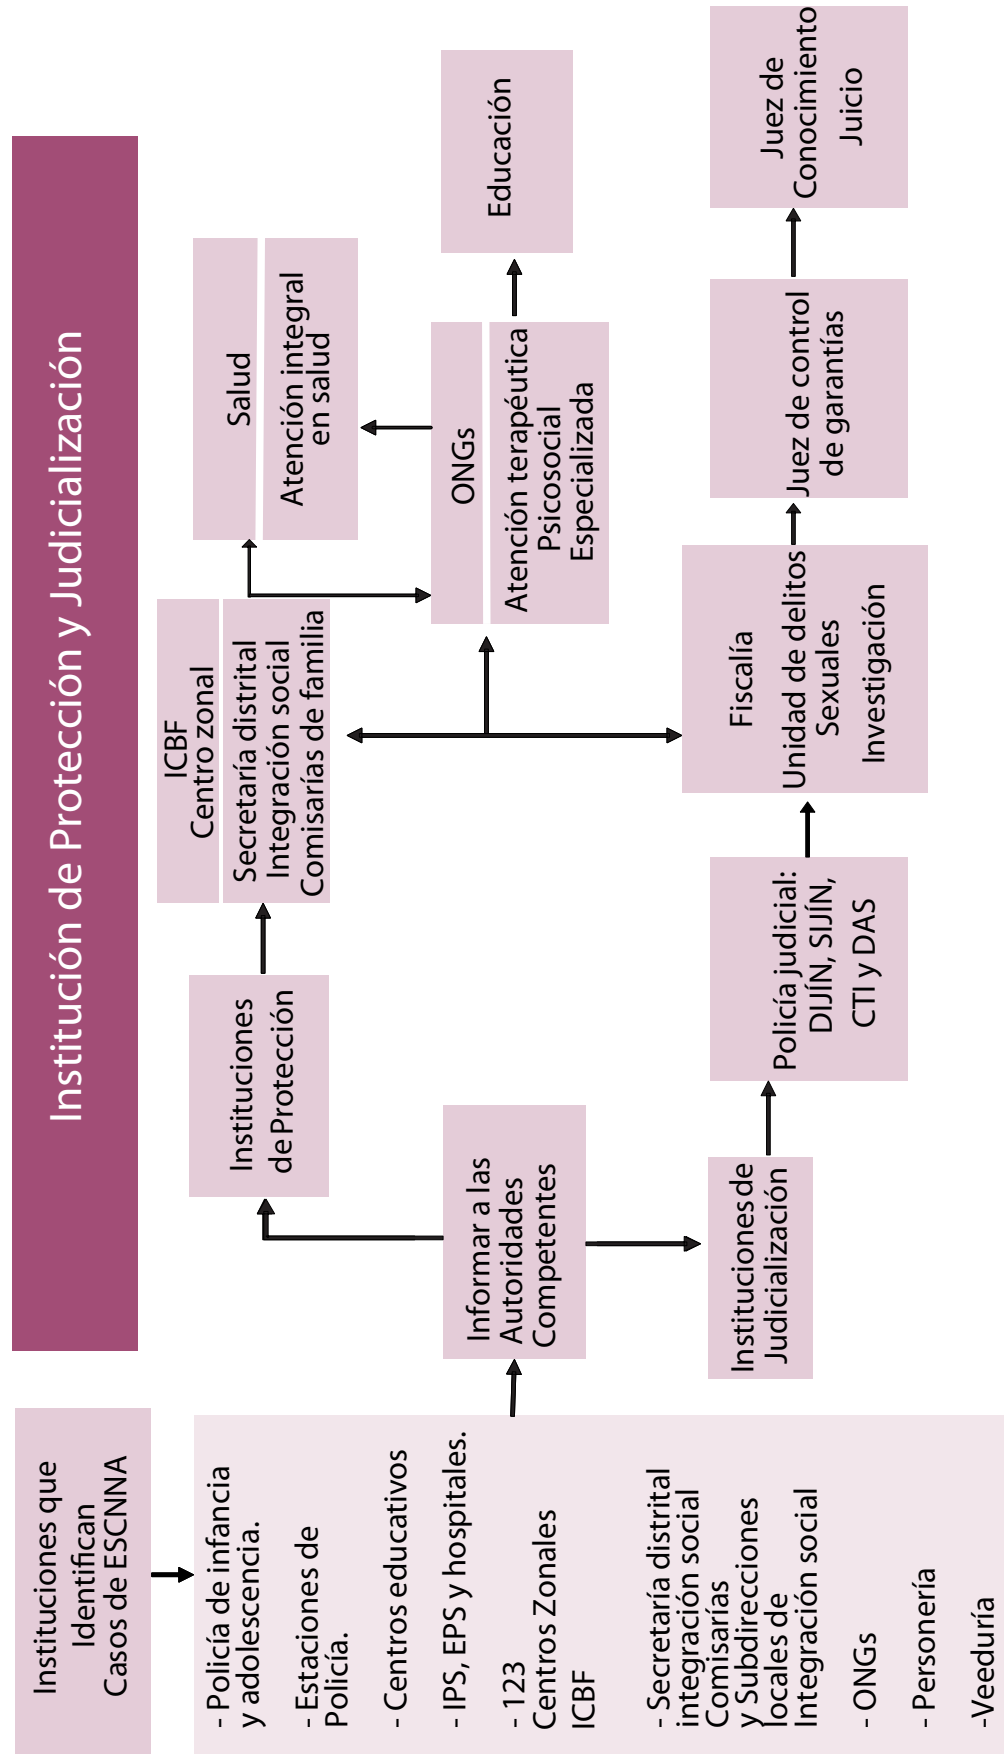 Institución de Protección y Judicialización
Instituciones que
Identifican
Casos de ESCNNA
- Policía de infancia
y adolescencia.
- Estaciones de
Policía.
- Centros educativos
- IPS, EPS y hospitales.
- 123
Centros Zonales
ICBF
- Secretaría distrital
integración social
Comisarías
y Subdirecciones
locales de
Integración social
- ONGs
- Personería
-Veeduría
Informar a las
Autoridades
Competentes
Instituciones
de Protección
Instituciones de
Judicialización
ICBF
Centro zonal
Secretaría distrital
Integración social
Comisarías de familia
Policía judicial:
DIJÍN, SIJÍN,
CTI y DAS
Salud
Atención integral
en salud
ONGs
Atención terapéutica
Psicosocial
Especializada
Educación
Fiscalía
Unidad de delitos
Sexuales
Investigación
Juez de control
de garantías
Juez de
Conocimiento
Juicio